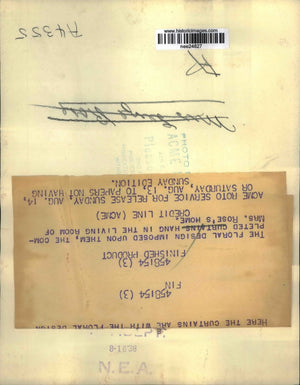 A4355
www.historicimages.com
nee24627
R
PHOTO
ACME
HERE THE CURTAINS ARE WITH THE FLORAL DESIGN
458154 (3)
FIN
458154 (3)
FINISHED PRODUCT
THE FLORAL DESIGN IMPOSED UPON THEM, THE COM-
PLETED CURTAINS HANG IN THE LIVING ROOM OF
MRS. ROSE'S HOME.
CREDIT LINE (ACME)
ACME ROTO SERVICE FOR RELEASE SUNDAY, AUG. 14,
OR SATURDAY, AUG. 13, TO PAPERS NOT HAVING
SUNDAY EDITION.
N.E.A.